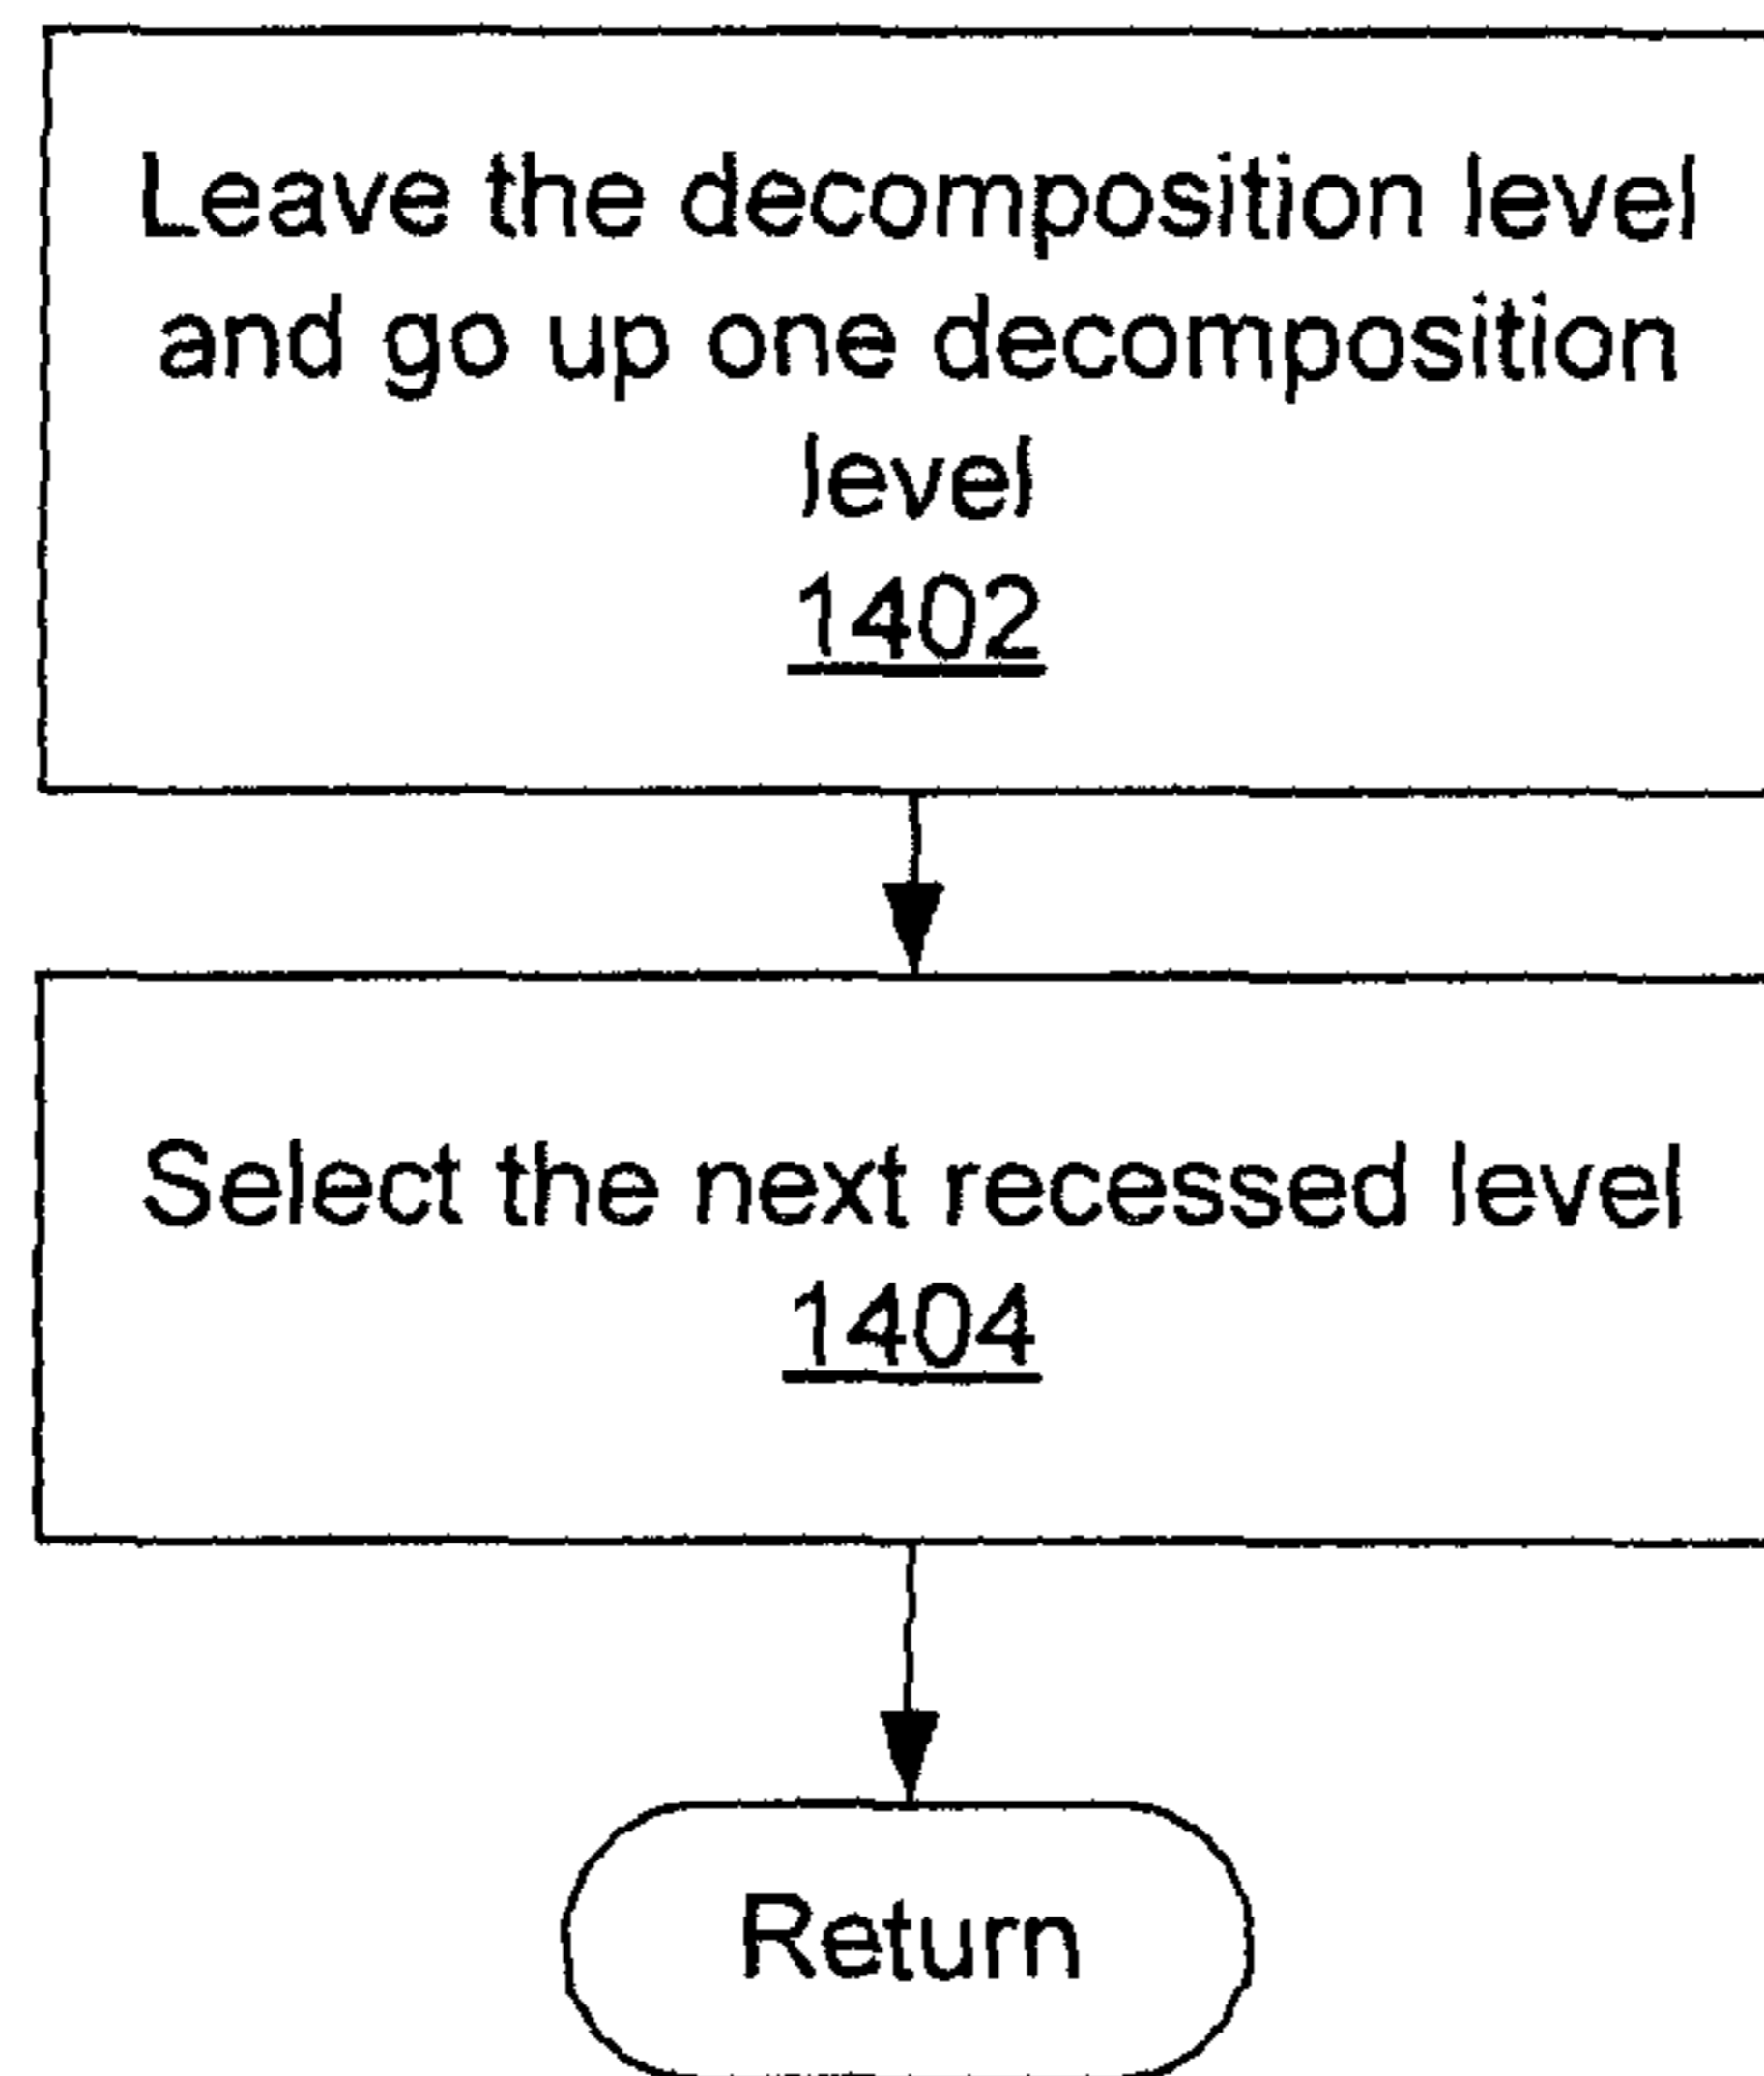 Leave the decomposition level
and go up one decomposition
level
1402
Select the next recessed level
1404
Return